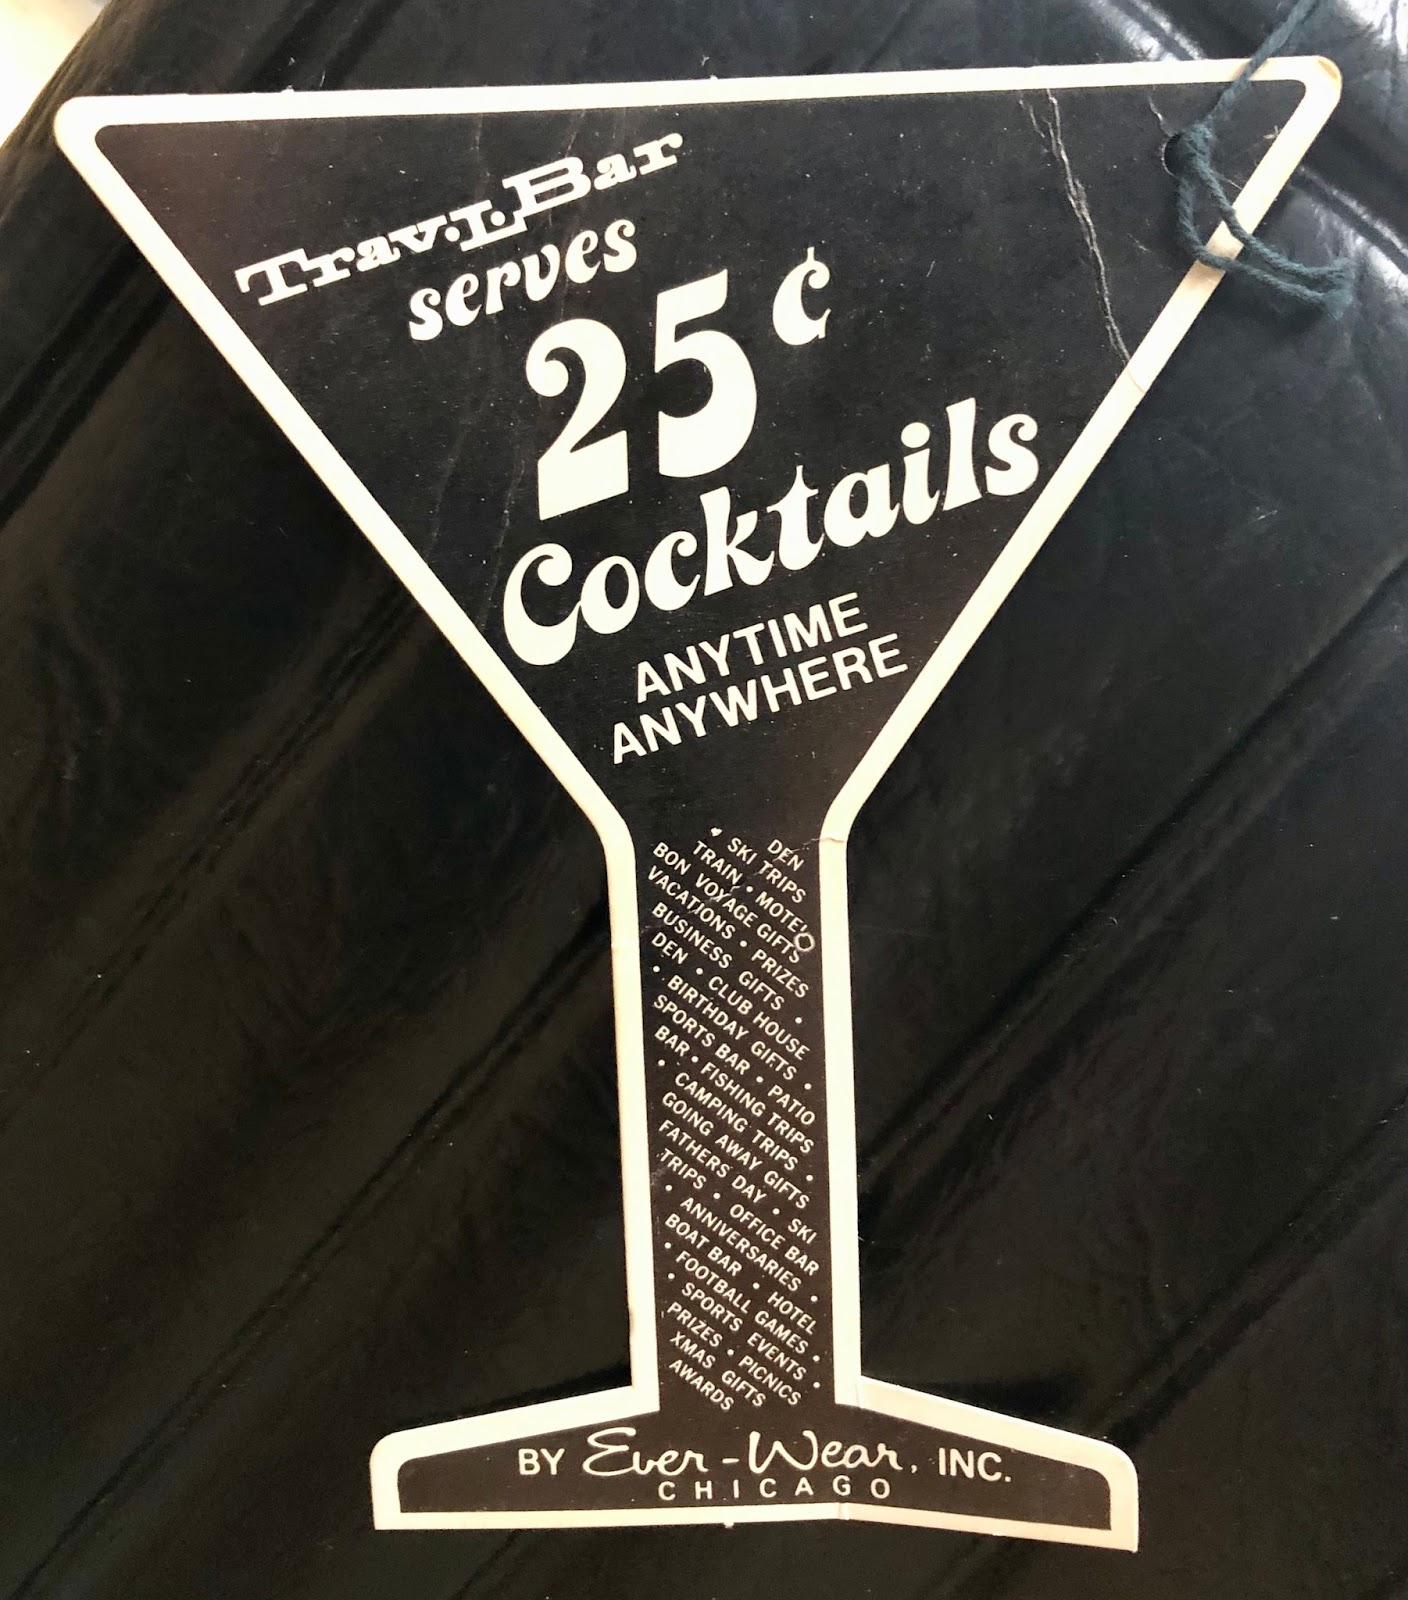 Trav.L.Bar
serves
25¢
Cocktails
ANYTIME
ANYWHERE
DEN
• SKI TRIPS
TRAIN • MOTEL
BON VOYAGE GIFTS
VACATIONS • PRIZES
BUSINESS GIFTS •
DEN • CLUB HOUSE
• BIRTHDAY GIFTS •
SPORTS BAR • PATIO
BAR • FISHING TRIPS
• CAMPING TRIPS •
GOING AWAY GIFTS
FATHERS DAY • SKI
TRIPS • OFFICE BAR
• ANNIVERSARIES •
BOAT BAR • HOTEL
• FOOTBALL GAMES •
• SPORTS EVENTS •
PRIZES • PICNICS
XMAS GIFTS
AWARDS
BY Ever-Wear, INC.
CHICAGO